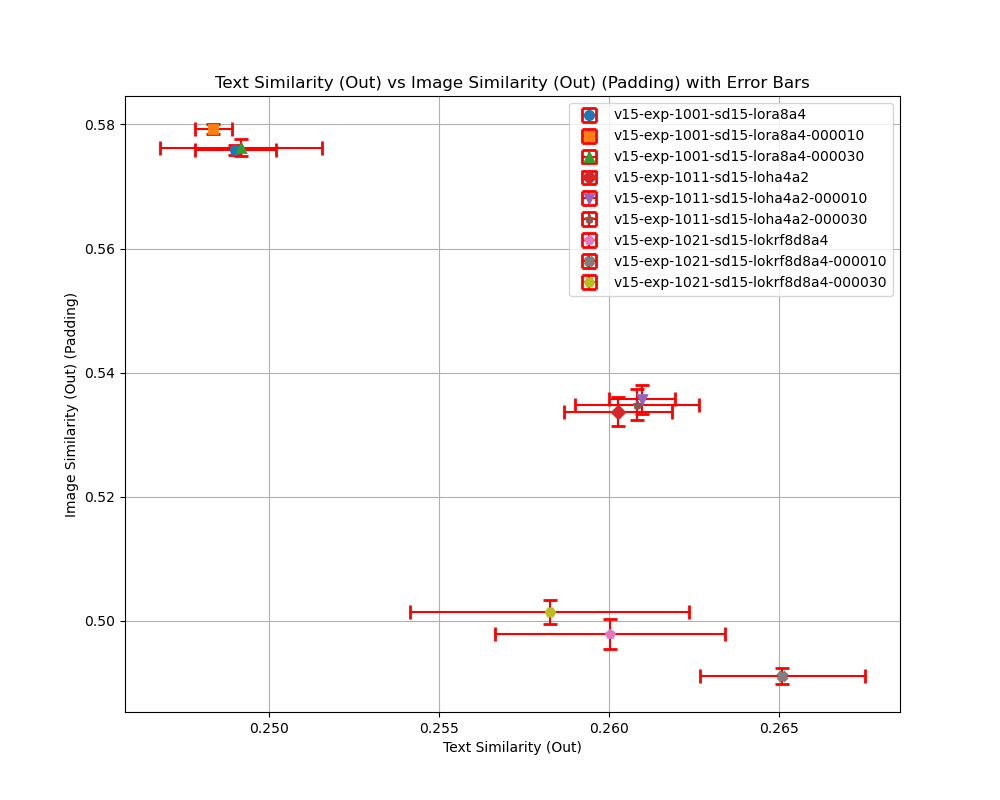 Text Similarity (Out) vs Image Similarity (Out) (Padding) with Error Bars
v15-exp-1001-sd15-lora8a4
v15-exp-1001-sd15-lora8a4-000010
v15-exp-1001-sd15-lora8a4-000030
v15-exp-1011-sd15-loha4a2
v15-exp-1011-sd15-loha4a2-000010
v15-exp-1011-sd15-loha4a2-000030
v15-exp-1021-sd15-lokrf8d8a4
v15-exp-1021-sd15-lokrf8d8a4-000010
v15-exp-1021-sd15-lokrf8d8a4-000030
Image Similarity (Out) (Padding)
0.58
0.56
0.54
0.52
0.50
0.250
0.255
0.260
0.265
Text Similarity (Out)